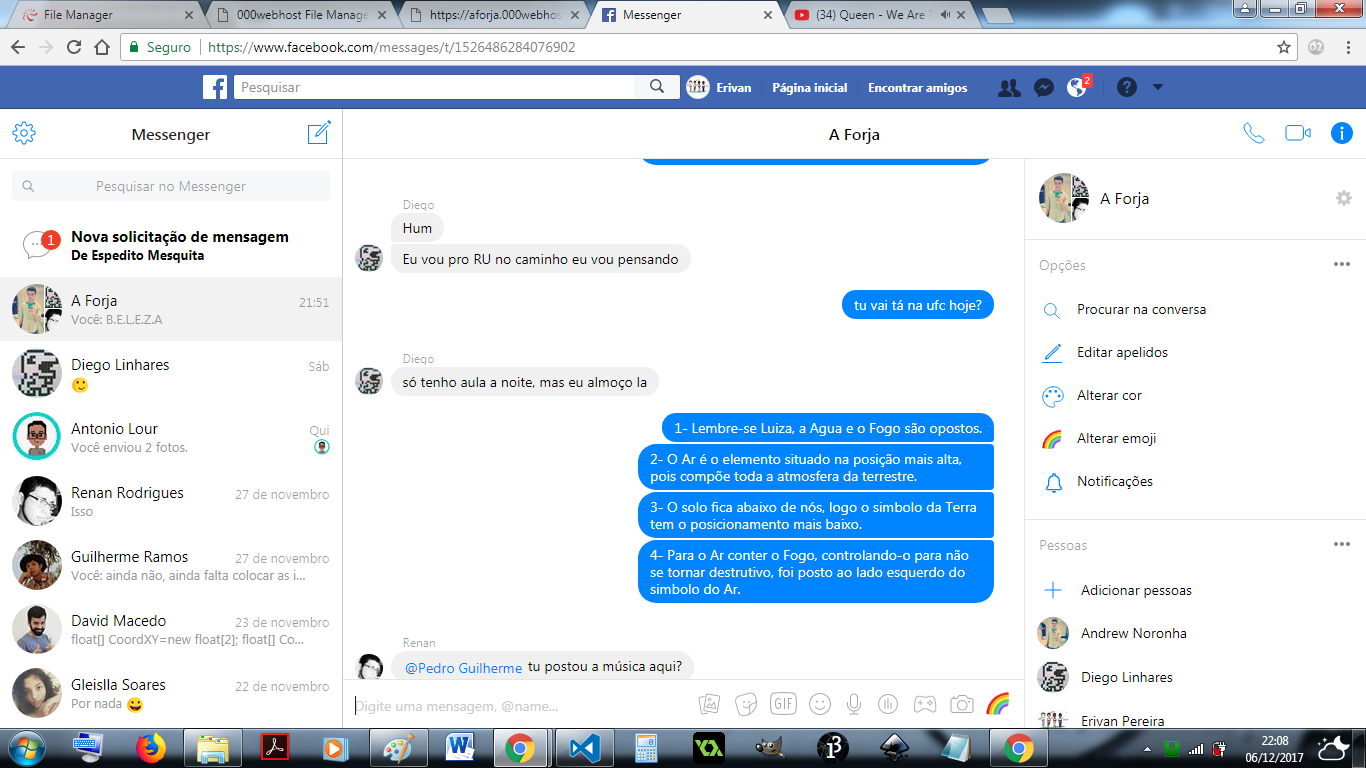 File Manager
000webhost File Manager
https://aforja.000webhos
Messenger
(34) Queen - We Are T
Seguro
https://www.facebook.com/messages/t/1526486284076902
Pesquisar
Erivan
Página inicial
Encontrar amigos
2
Messenger
A Forja
Pesquisar no Messenger
1
Nova solicitação de mensagem
De Espedito Mesquita
A Forja
21:51
Você: B.E.L.E.Z.A
Diego Linhares
Sáb
🙂
Antonio Lour
Qui
Você enviou 2 fotos.
Renan Rodrigues
27 de novembro
Isso
Guilherme Ramos
27 de novembro
Você: ainda não, ainda falta colocar as i...
David Macedo
23 de novembro
float[] CoordXY=new float[2]; float[] Co...
Gleislla Soares
22 de novembro
Por nada 😀
Diego
Hum
Eu vou pro RU no caminho eu vou pensando
tu vai tá na ufc hoje?
Diego
só tenho aula a noite, mas eu almoço la
1- Lembre-se Luiza, a Agua e o Fogo são opostos.
2- O Ar é o elemento situado na posição mais alta,
pois compõe toda a atmosfera da terrestre.
3- O solo fica abaixo de nós, logo o simbolo da Terra
tem o posicionamento mais baixo.
4- Para o Ar conter o Fogo, controlando-o para não
se tornar destrutivo, foi posto ao lado esquerdo do
simbolo do Ar.
Renan
@Pedro Guilherme tu postou a música aqui?
Digite uma mensagem, @name...
GIF
A Forja
Opções
Procurar na conversa
Editar apelidos
Alterar cor
Alterar emoji
Notificações
Pessoas
Adicionar pessoas
Andrew Noronha
Diego Linhares
Erivan Pereira
22:08
06/12/2017